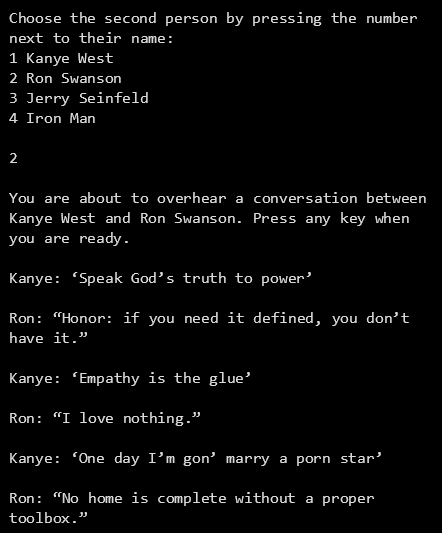 Choose the second person by pressing the number
next to their name:
1 Kanye West
2 Ron Swanson
3 Jerry Seinfeld
4 Iron Man
2
You are about to overhear a conversation between
Kanye West and Ron Swanson. Press any key when
you are ready.
Kanye: ‘Speak God’s truth to power’
Ron: “Honor: if you need it defined, you don’t
have it.”
Kanye: ‘Empathy is the glue’
Ron: “I love nothing.”
Kanye: ‘One day I’m gon’ marry a porn star’
Ron: “No home is complete without a proper
toolbox.”